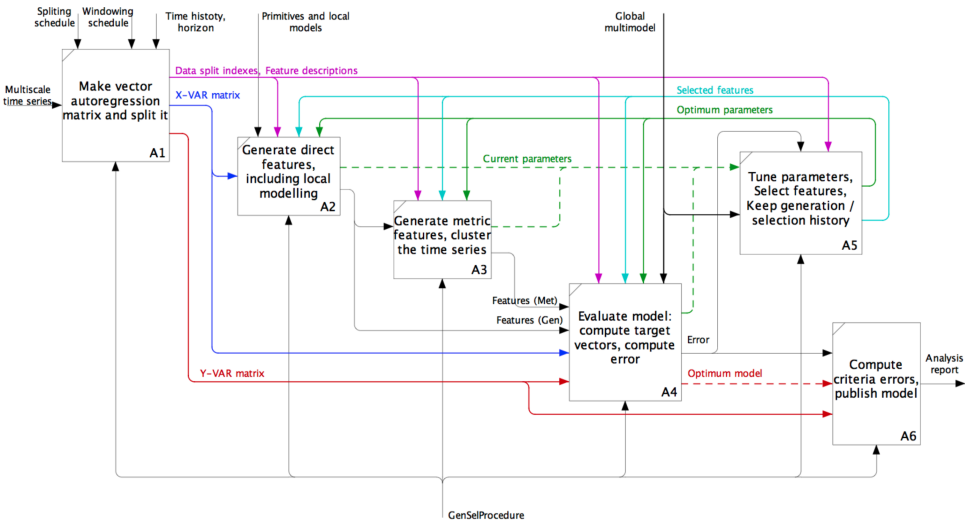 Spliting
schedule
Windowing
schedule
Time histoty,
horizon
Primitives and local
models
Global
multimodel
Multiscale
time series
Make vector
autoregression
matrix and split it
A1
Data split indexes, Feature descriptions
X-VAR matrix
Selected features
Optimum parameters
Generate direct
features,
including local
modelling
A2
Current parameters
Tune parameters,
Select features,
Keep generation /
selection history
A5
Generate metric
features, cluster
the time series
A3
Features (Met)
Features (Gen)
Evaluate model:
compute target
vectors, compute
error
A4
Error
Y-VAR matrix
Optimum model
Compute
criteria errors,
publish model
A6
Analysis
report
GenSelProcedure